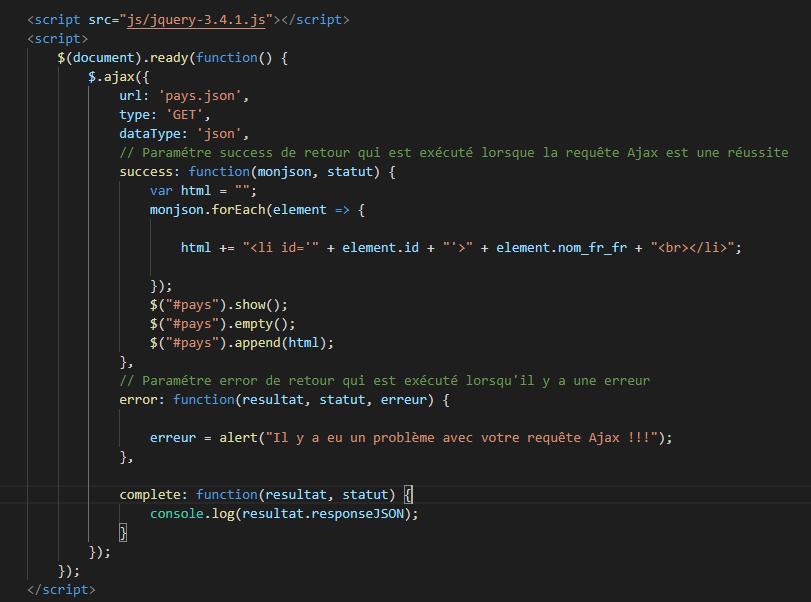 <script src="js/jquery-3.4.1.js"></script>
<script>
$(document).ready(function() {
$.ajax({
url: 'pays.json',
type: 'GET',
dataType: 'json',
// Paramétre success de retour qui est exécuté lorsque la requête Ajax est une réussite
success: function(monjson, statut) {
var html = "";
monjson.forEach(element => {
html += "<li id='" + element.id + "'>" + element.nom_fr_fr + "<br></li>";
});
$("#pays").show();
$("#pays").empty();
$("#pays").append(html);
},
// Paramétre error de retour qui est exécuté lorsqu'il y a une erreur
error: function(resultat, statut, erreur) {
erreur = alert("Il y a eu un problème avec votre requête Ajax !!!");
},
complete: function(resultat, statut) {
console.log(resultat.responseJSON);
}
});
});
</script>